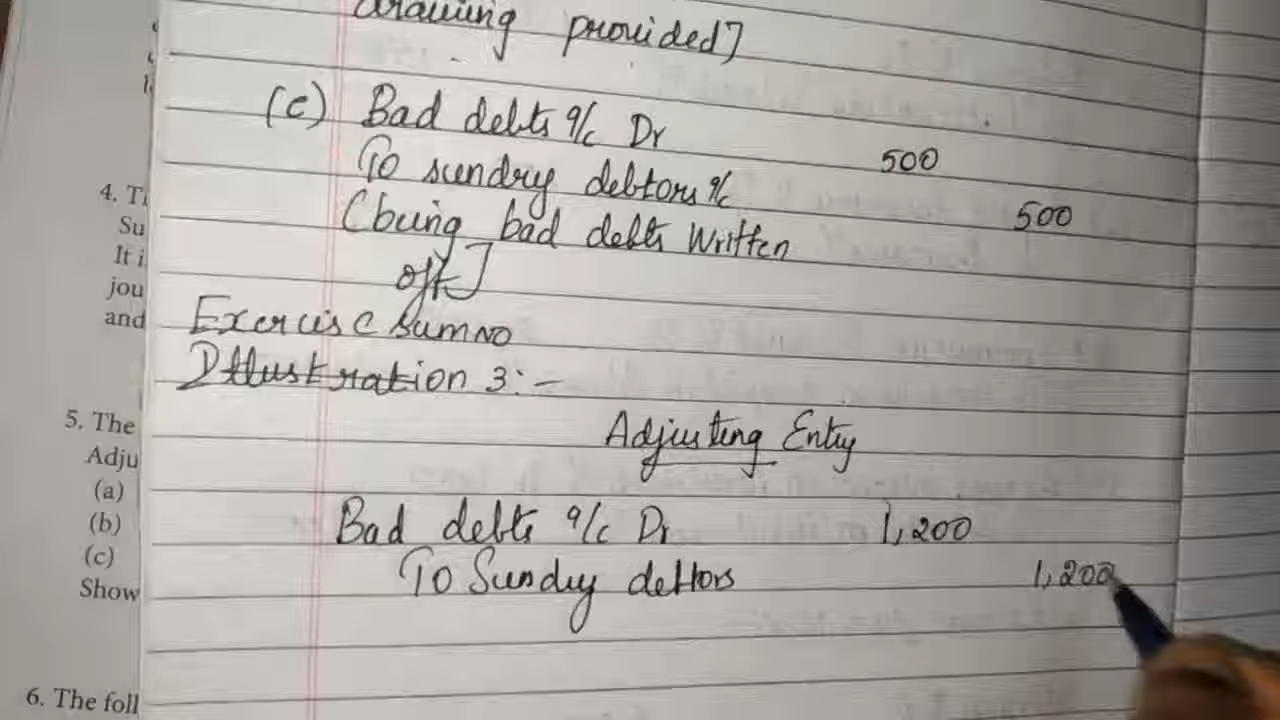 drawing provided]
(c) Bad debts a/c Dr 500
To sundry debtors a/c 500
(being bad debts written
off]
4. Tl
Su
It i
jou
and
Exercise Sum No
Illustration 3:-
Adjusting Entry
5. The
Adju
(a)
(b)
(c)
Show
Bad debts a/c Dr 1,200
To Sundry debtors 1,200
6. The foll